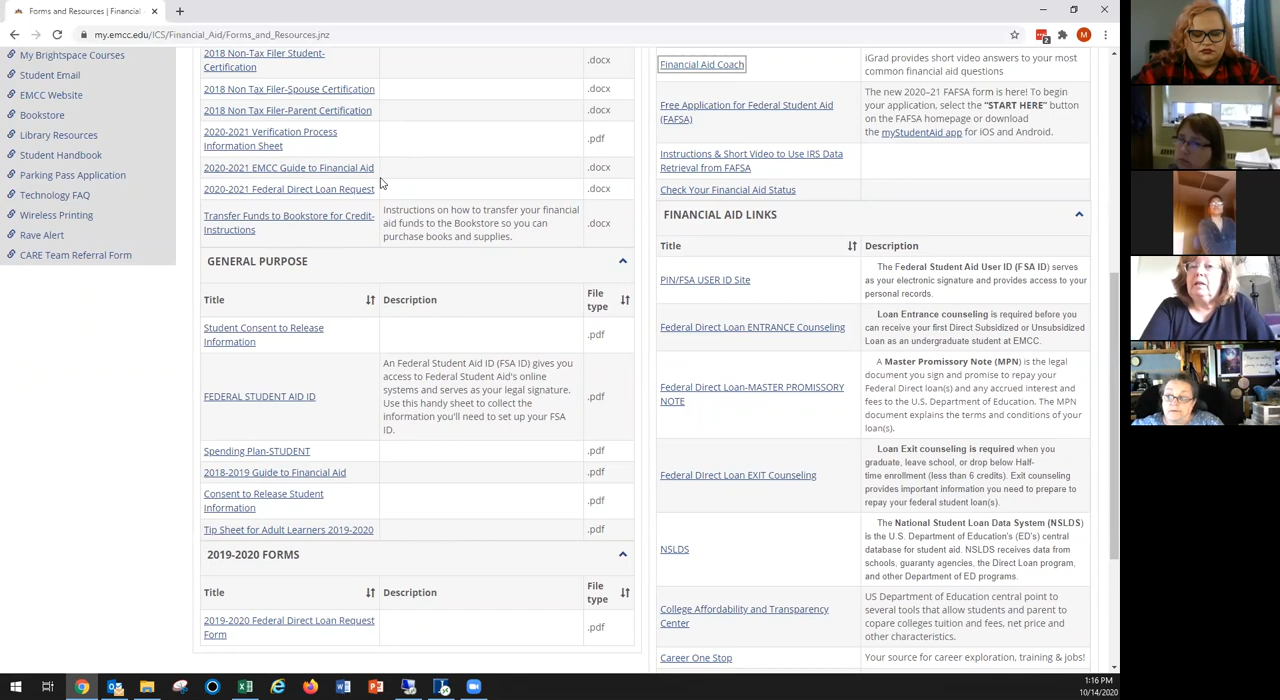 Forms and Resources | Financial
my.emcc.edu/ICS/Financial_Aid/Forms_and_Resources.jnz
2
M
My Brightspace Courses
Student Email
EMCC Website
Bookstore
Library Resources
Student Handbook
Parking Pass Application
Technology FAQ
Wireless Printing
Rave Alert
CARE Team Referral Form
2018 Non-Tax Filer Student-
Certification
.docx
2018 Non Tax Filer-Spouse Certification
.docx
2018 Non Tax Filer-Parent Certification
.docx
2020-2021 Verification Process
Information Sheet
.pdf
2020-2021 EMCC Guide to Financial Aid
.docx
2020-2021 Federal Direct Loan Request
.docx
Transfer Funds to Bookstore for Credit-
Instructions
Instructions on how to transfer your financial
aid funds to the Bookstore so you can
purchase books and supplies.
.docx
GENERAL PURPOSE
Title
Description
File
type
Student Consent to Release
Information
.pdf
FEDERAL STUDENT AID ID
An Federal Student Aid ID (FSA ID) gives you
access to Federal Student Aid's online
systems and serves as your legal signature.
Use this handy sheet to collect the
information you'll need to set up your FSA
ID.
.pdf
Spending Plan-STUDENT
.pdf
2018-2019 Guide to Financial Aid
.pdf
Consent to Release Student
Information
.pdf
Tip Sheet for Adult Learners 2019-2020
.pdf
2019-2020 FORMS
Title
Description
File
type
2019-2020 Federal Direct Loan Request
Form
.pdf
Financial Aid Coach
iGrad provides short video answers to your most
common financial aid questions
Free Application for Federal Student Aid
(FAFSA)
The new 2020–21 FAFSA form is here! To begin
your application, select the "START HERE" button
on the FAFSA homepage or download
the myStudentAid app for iOS and Android.
Instructions & Short Video to Use IRS Data
Retrieval from FAFSA
Check Your Financial Aid Status
FINANCIAL AID LINKS
Title
Description
PIN/FSA USER ID Site
The Federal Student Aid User ID (FSA ID) serves
as your electronic signature and provides access to your
personal records.
Federal Direct Loan ENTRANCE Counseling
Loan Entrance counseling is required before you
can receive your first Direct Subsidized or Unsubsidized
Loan as an undergraduate student at EMCC.
Federal Direct Loan-MASTER PROMISSORY
NOTE
A Master Promissory Note (MPN) is the legal
document you sign and promise to repay your
Federal Direct loan(s) and any accrued interest and
fees to the U.S. Department of Education. The MPN
document explains the terms and conditions of your
loan(s).
Federal DIrect Loan EXIT Counseling
Loan Exit counseling is required when you
graduate, leave school, or drop below Half-
time enrollment (less than 6 credits). Exit counseling
provides important information you need to prepare to
repay your federal student loan(s).
NSLDS
The National Student Loan Data System (NSLDS)
is the U.S. Department of Education's (ED's) central
database for student aid. NSLDS receives data from
schools, guaranty agencies, the Direct Loan program,
and other Department of ED programs.
College Affordability and Transparency
Center
US Department of Education central point to
several tools that allow students and parent to
copare colleges tuition and fees, net price and
other characteristics.
Career One Stop
Your source for career exploration, training & jobs!
1:16 PM
10/14/2020